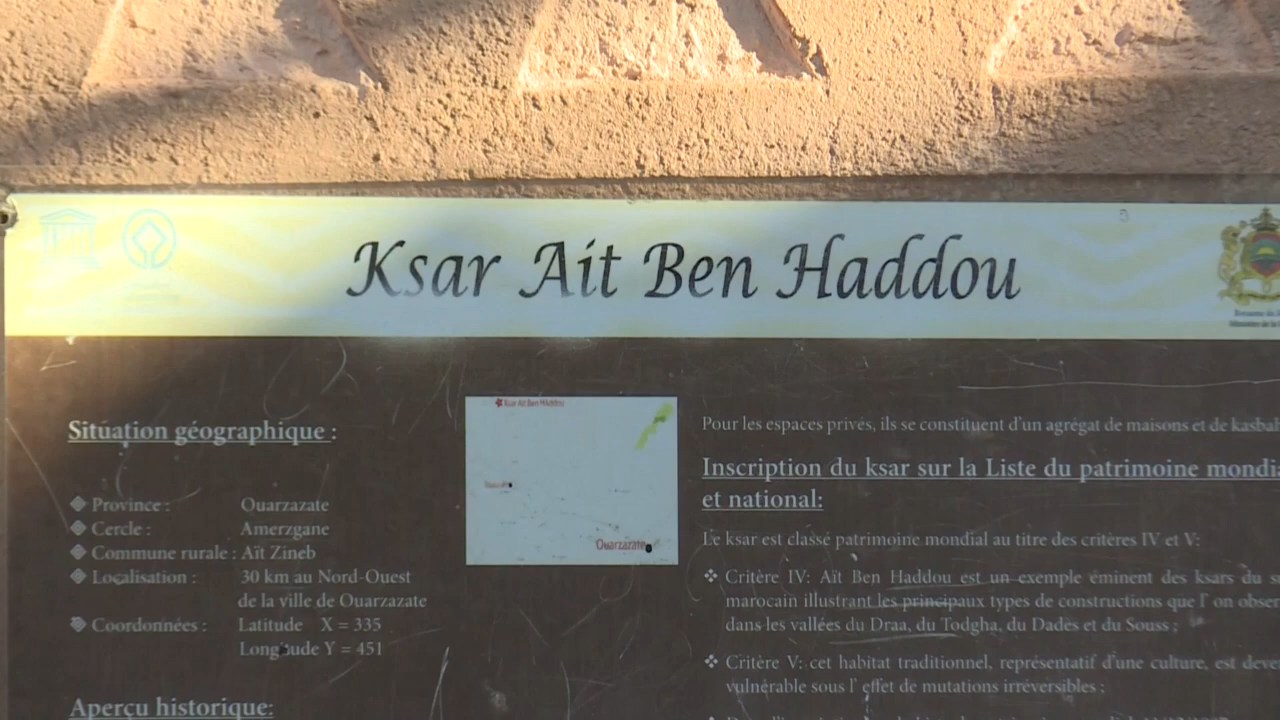 Ksar Ait Ben Haddou
Situation géographique :
Province : Ouarzazate
Cercle : Amerzgane
Commune rurale : Aït Zineb
Localisation : 30 km au Nord-Ouest
de la ville de Ouarzazate
Coordonnées : Latitude X = 335
Longitude Y = 451
Aperçu historique:
Ksar Ait Ben Haddou
Ouarzazate
Pour les espaces privés, ils se constituent d'un agrégat de maisons et de
Inscription du ksar sur la Liste du patrimoine
et national:
Le ksar est classé patrimoine mondial au titre des critères IV et V:
❖ Critère IV: Aït Ben Haddou est un exemple éminent des ksars du
marocain illustrant les principaux types de constructions que l' on
dans les vallées du Draa, du Todgha, du Dadès et du Souss ;
❖ Critère V: cet habitat traditionnel, représentatif d'une culture, est
vulnérable sous l' effet de mutations irréversibles ;